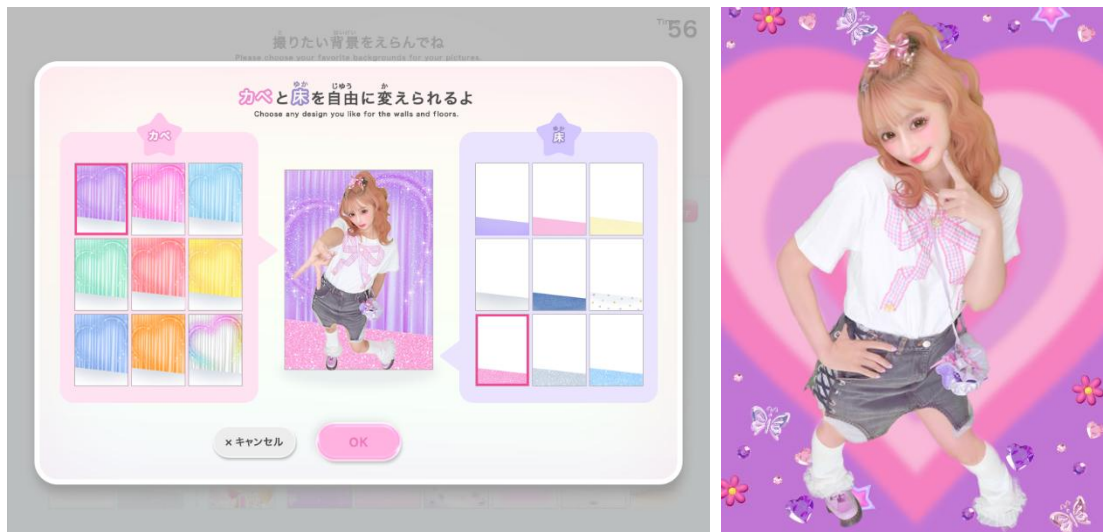 Time 56
撮りたい背景をえらんでね
Please choose your favorite backgrounds for your pictures.
カベと床を自由に変えられるよ
Choose any design you like for the walls and floors.
カベ
床
× キャンセル
OK